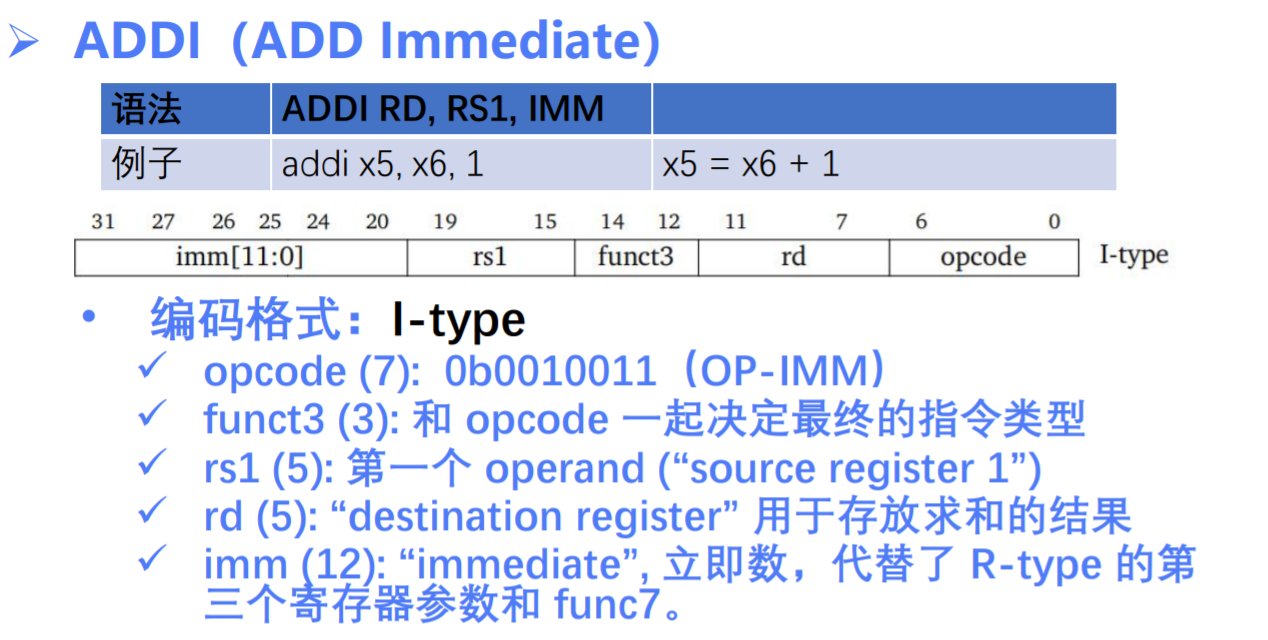 ADDI（ADD Immediate）
语法 ADDI RD, RS1, IMM
例子 addi x5, x6, 1 x5 = x6 + 1
31 27 26 25 24 20 19 15 14 12 11 7 6 0
imm[11:0] rs1 funct3 rd opcode I-type
编码格式：I-type
opcode (7): 0b0010011（OP-IMM）
funct3 (3): 和 opcode 一起决定最终的指令类型
rs1 (5): 第一个 operand (“source register 1”)
rd (5): “destination register” 用于存放求和的结果
imm (12): “immediate”, 立即数，代替了 R-type 的第
三个寄存器参数和 func7。